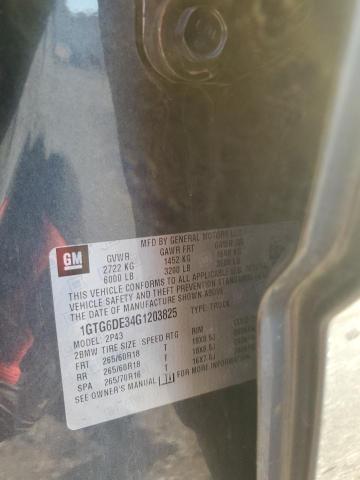 GM
MFD BY GENERAL MOTORS LLC
GVWR GAWR FRT GAWR RR
2722 KG 1452 KG
6000 LB 3200 LB
THIS VEHICLE CONFORMS TO ALL APPLICABLE
VEHICLE SAFETY AND THEFT PREVENTION STANDARDS
THE DATE OF MANUFACTURE SHOWN ABOVE.
1GTG6DE34G1203825 TYPE: TRUCK
MODEL: 2P43
2BMW TIRE SIZE SPEED RTG RIM
FRT 265/60R18 T 18X8.5J
RR 265/60R18 T 18X8.5J
SPA 265/70R16 T 16X7.5J
SEE OWNER'S MANUAL